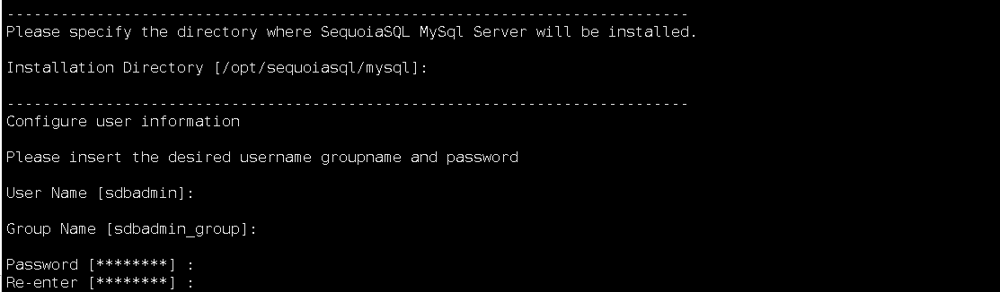 ----------------------------------------------------------------------------
Please specify the directory where SequoiaSQL MySql Server will be installed.
Installation Directory [/opt/sequoiasql/mysql]:
----------------------------------------------------------------------------
Configure user information
Please insert the desired username groupname and password
User Name [sdbadmin]:
Group Name [sdbadmin_group]:
Password [********] :
Re-enter [********] :